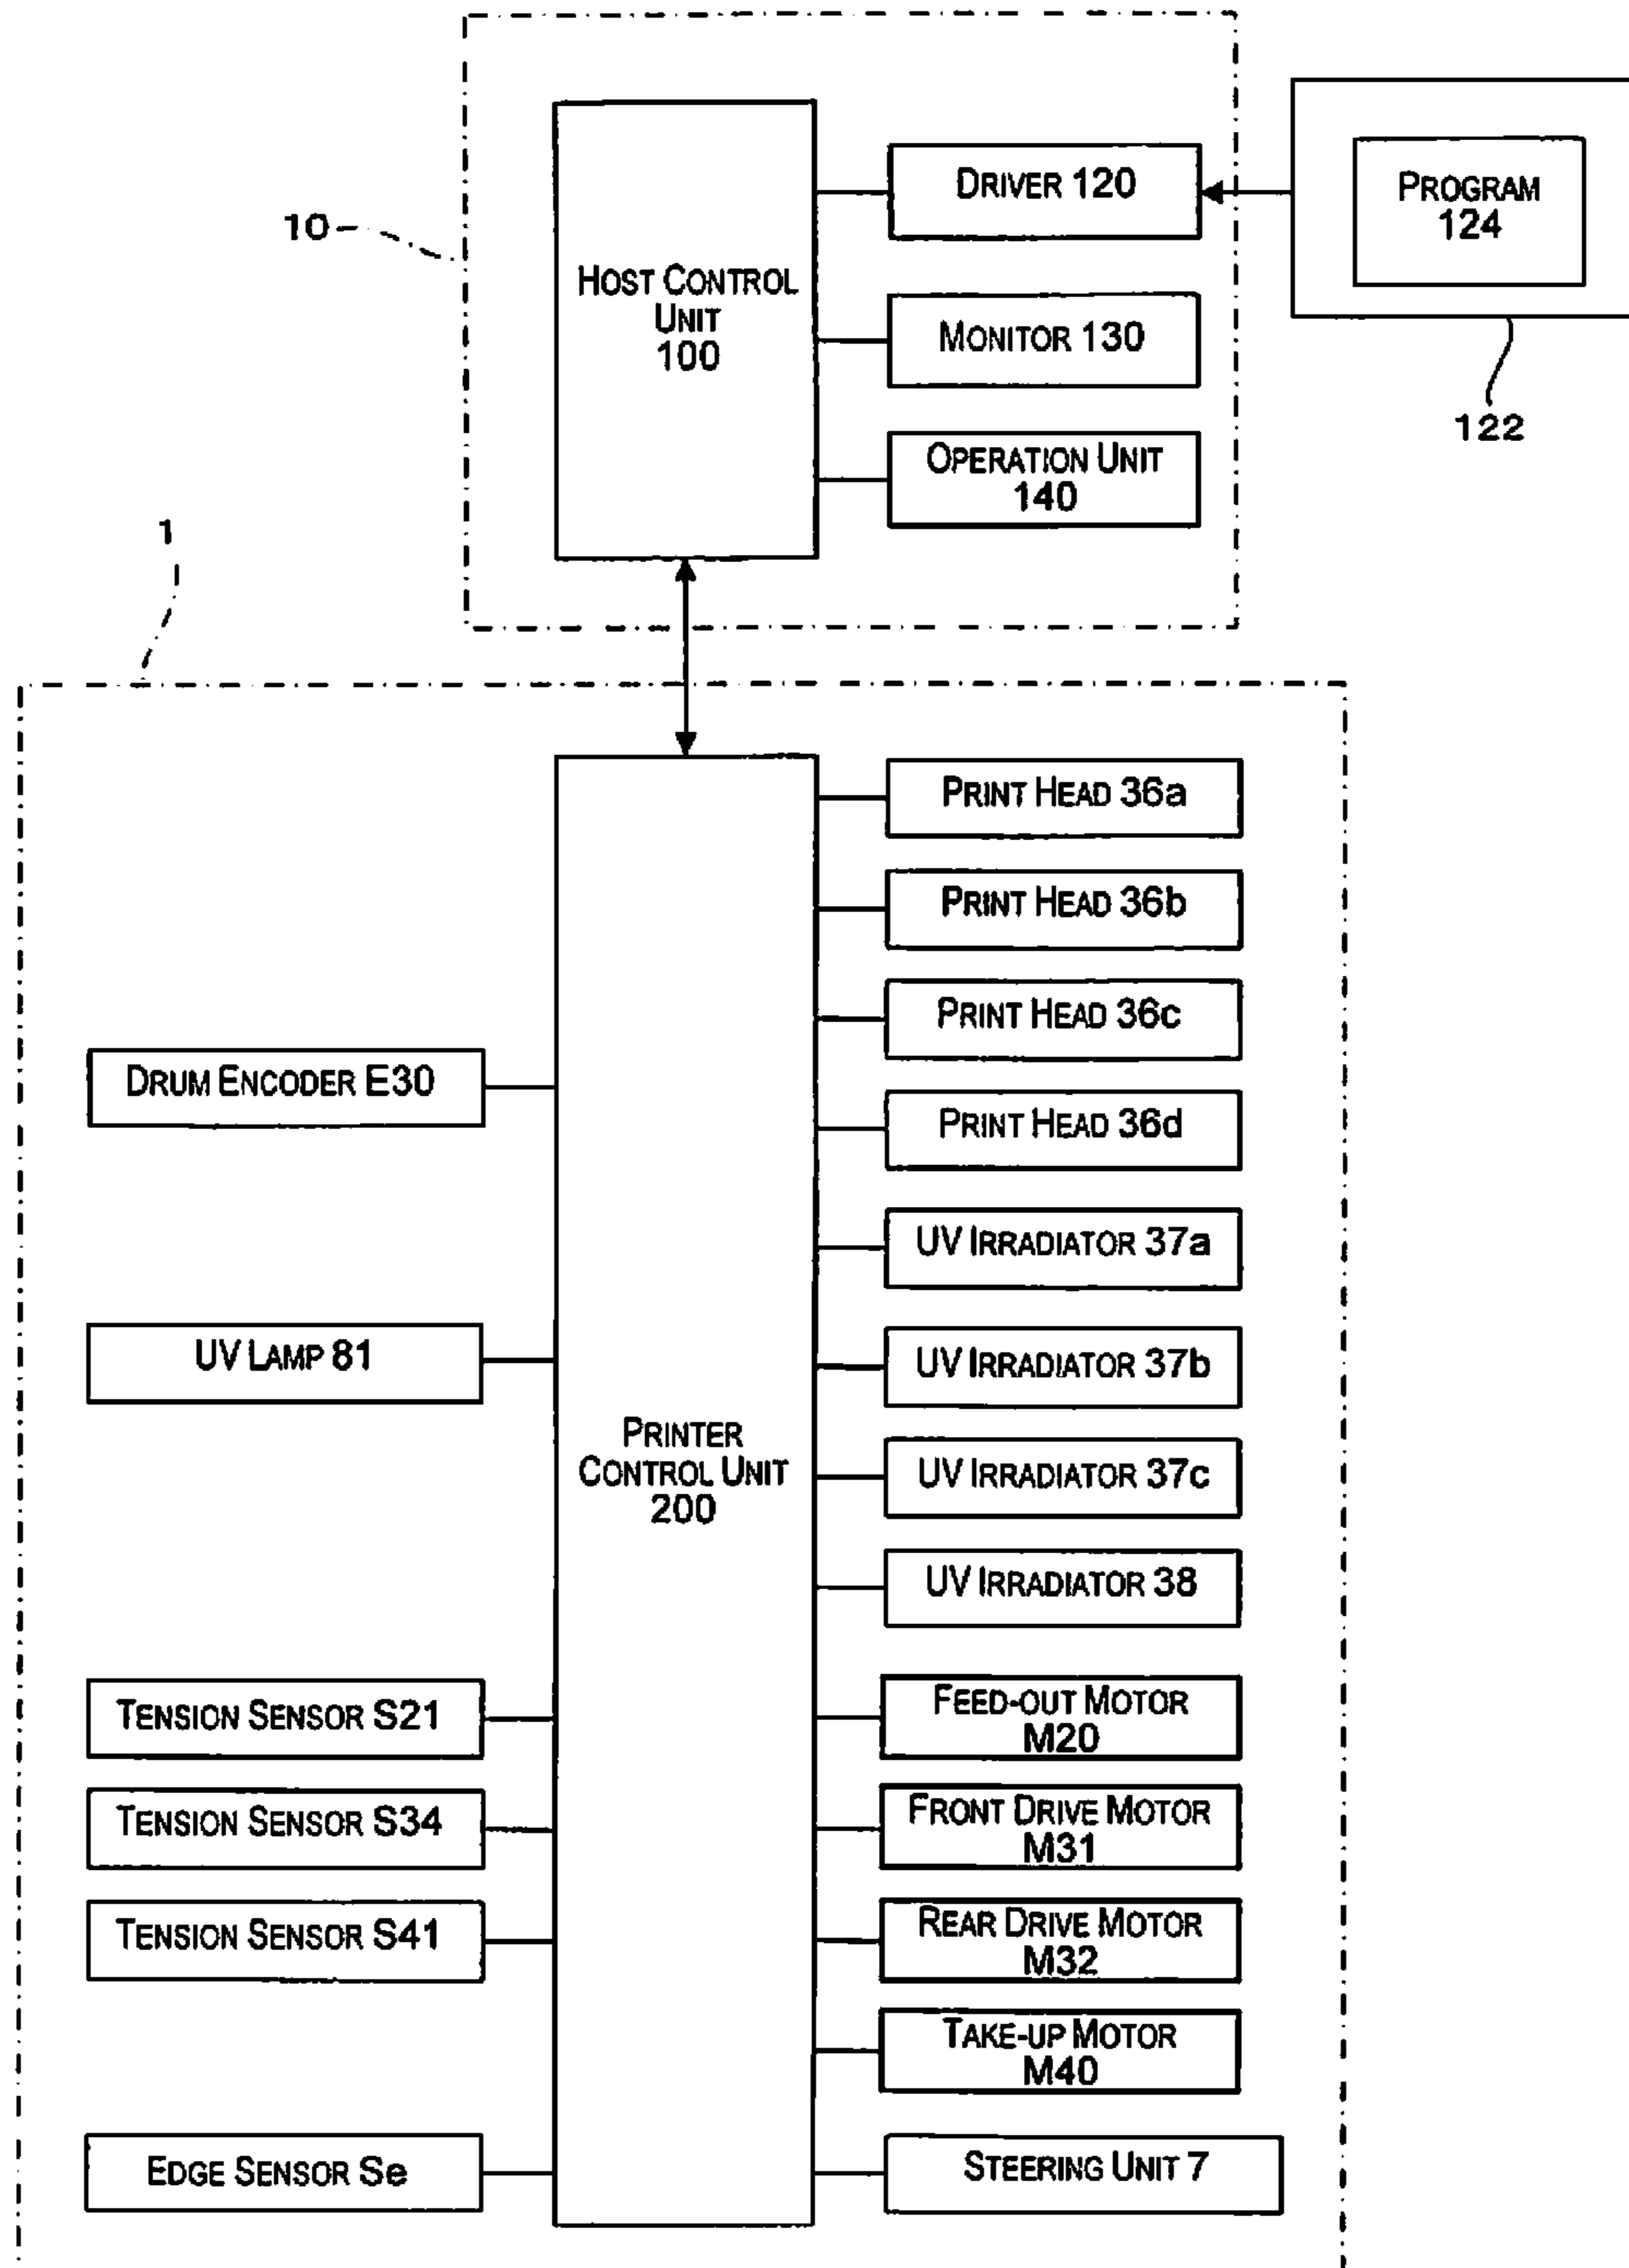 10
HOST CONTROL
UNIT
100
DRIVER 120
MONITOR 130
OPERATION UNIT
140
PROGRAM
124
122
1
PRINTER
CONTROL UNIT
200
DRUM ENCODER E30
UV LAMP 81
TENSION SENSOR S21
TENSION SENSOR S34
TENSION SENSOR S41
EDGE SENSOR Se
PRINT HEAD 36a
PRINT HEAD 36b
PRINT HEAD 36c
PRINT HEAD 36d
UV IRRADIATOR 37a
UV IRRADIATOR 37b
UV IRRADIATOR 37c
UV IRRADIATOR 38
FEED-OUT MOTOR
M20
FRONT DRIVE MOTOR
M31
REAR DRIVE MOTOR
M32
TAKE-UP MOTOR
M40
STEERING UNIT 7